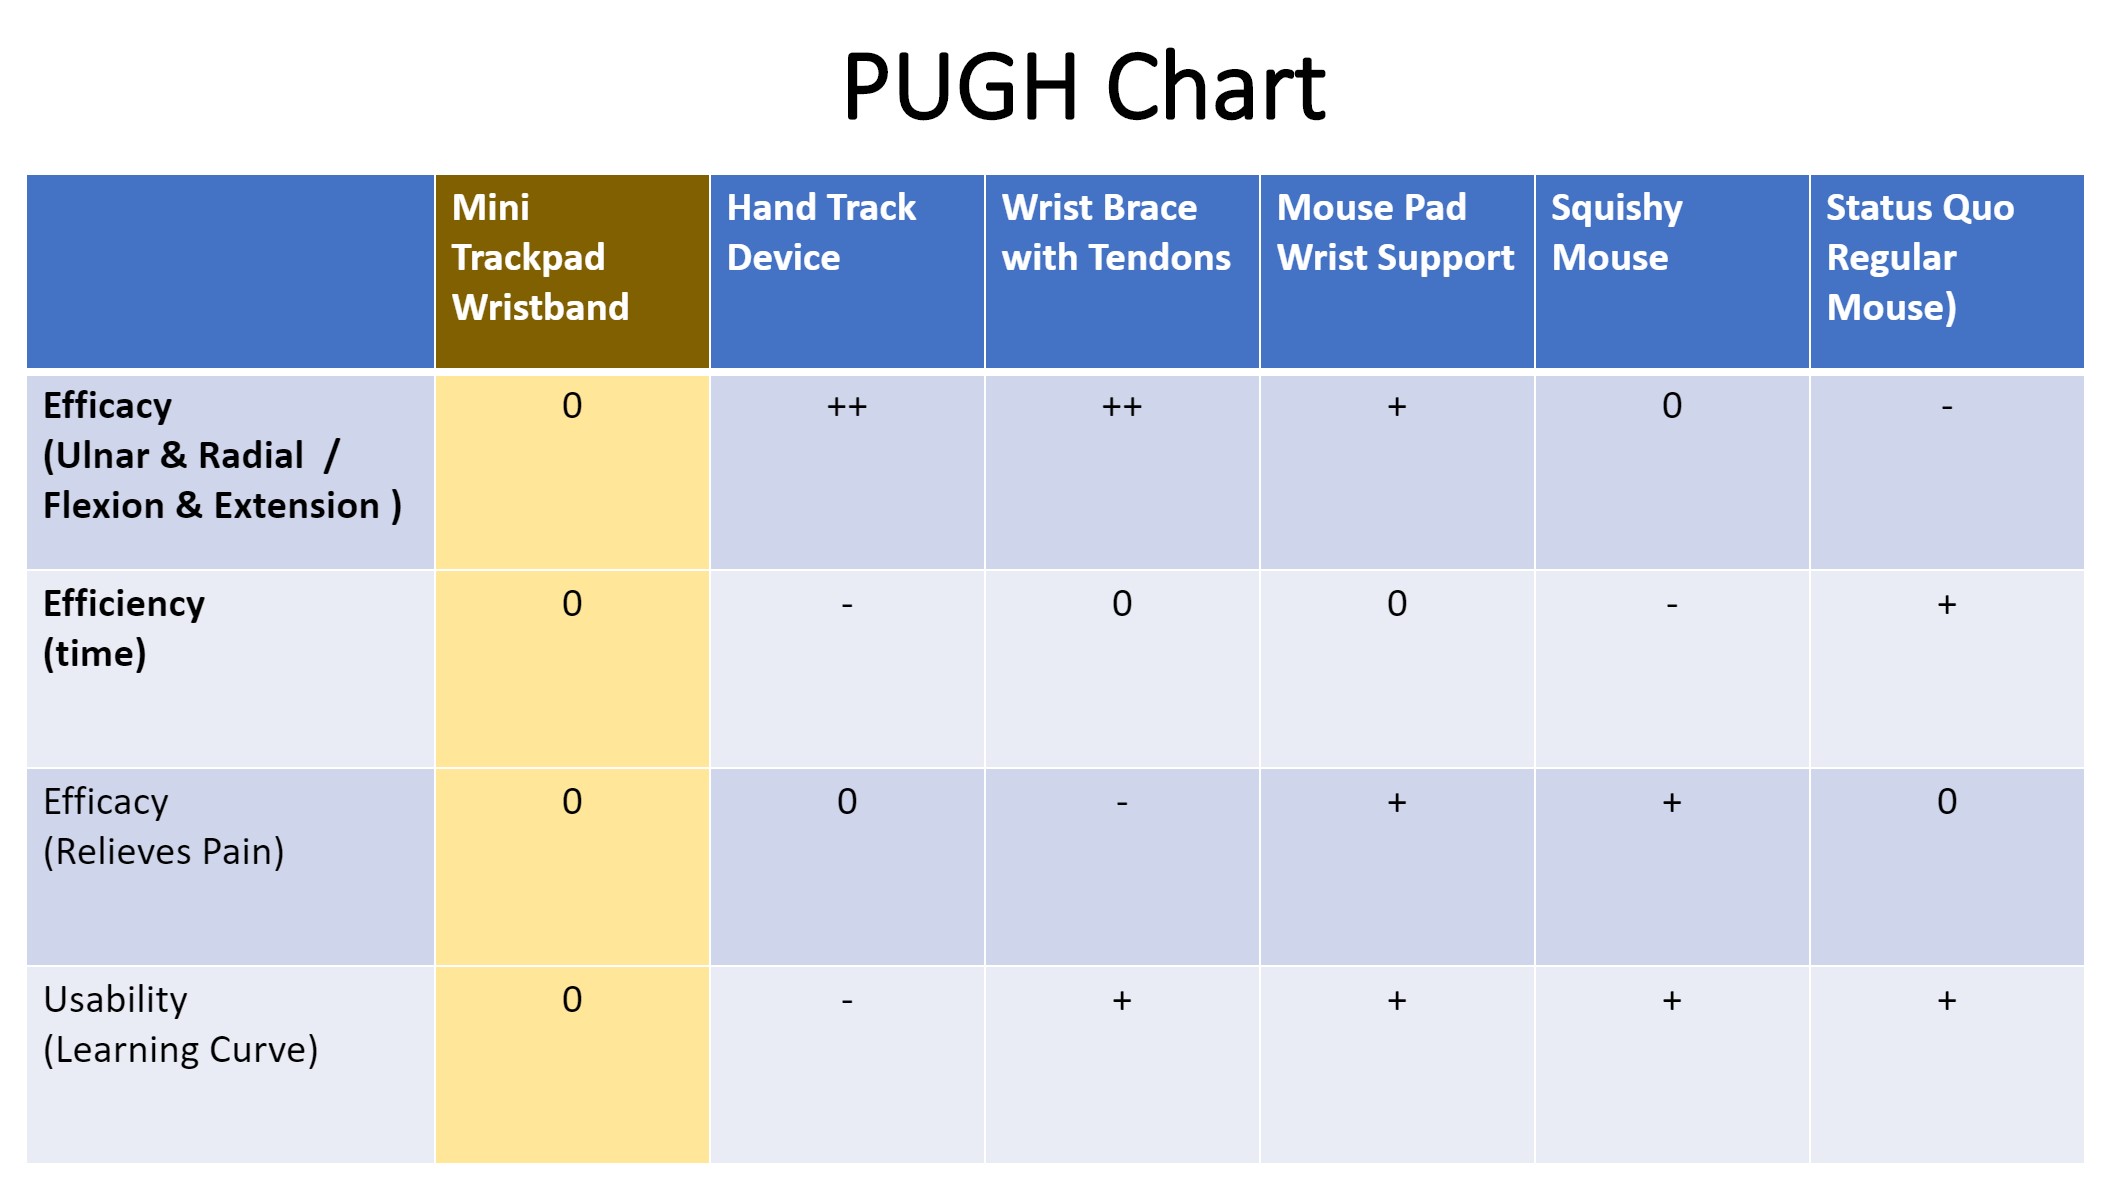 PUGH Chart
Mini
Trackpad
Wristband
Hand Track
Device
Wrist Brace
with Tendons
Mouse Pad
Wrist Support
Squishy
Mouse
Status Quo
Regular
Mouse)
Efficacy
(Ulnar & Radial /
Flexion & Extension )
0
++
++
+
0
-
Efficiency
(time)
0
-
0
0
-
+
Efficacy
(Relieves Pain)
0
0
-
+
+
0
Usability
(Learning Curve)
0
-
+
+
+
+